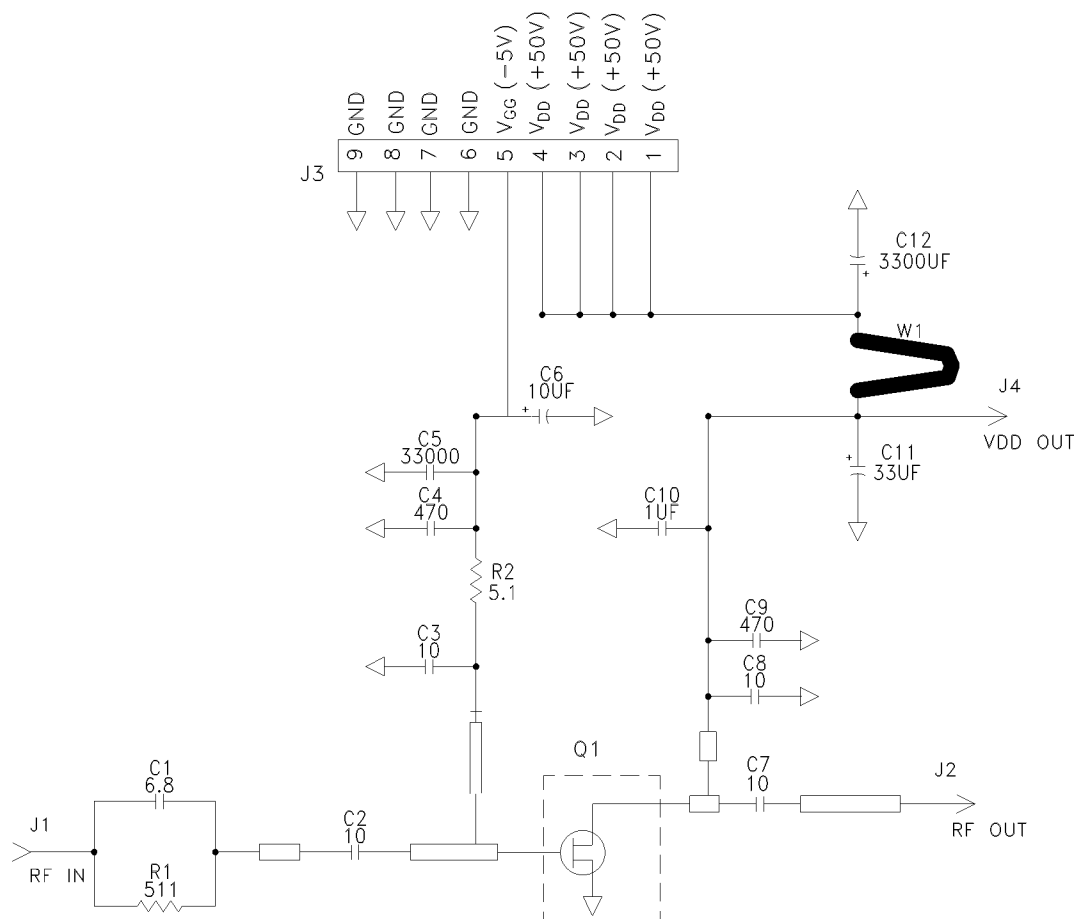 VGG (−5V)
VDD (+50V)
VDD (+50V)
VDD (+50V)
VDD (+50V)
GND
GND
GND
GND
9 8 7 6 5 4 3 2 1
J3
C12
3300UF
+
W1
C6
10UF
+
J4
VDD OUT
C5
33000
C11
33UF
+
C4
470
C10
1UF
R2
5.1
C9
470
C3
10
C8
10
Q1
C7
10
J2
RF OUT
C1
6.8
C2
10
J1
RF IN
R1
511